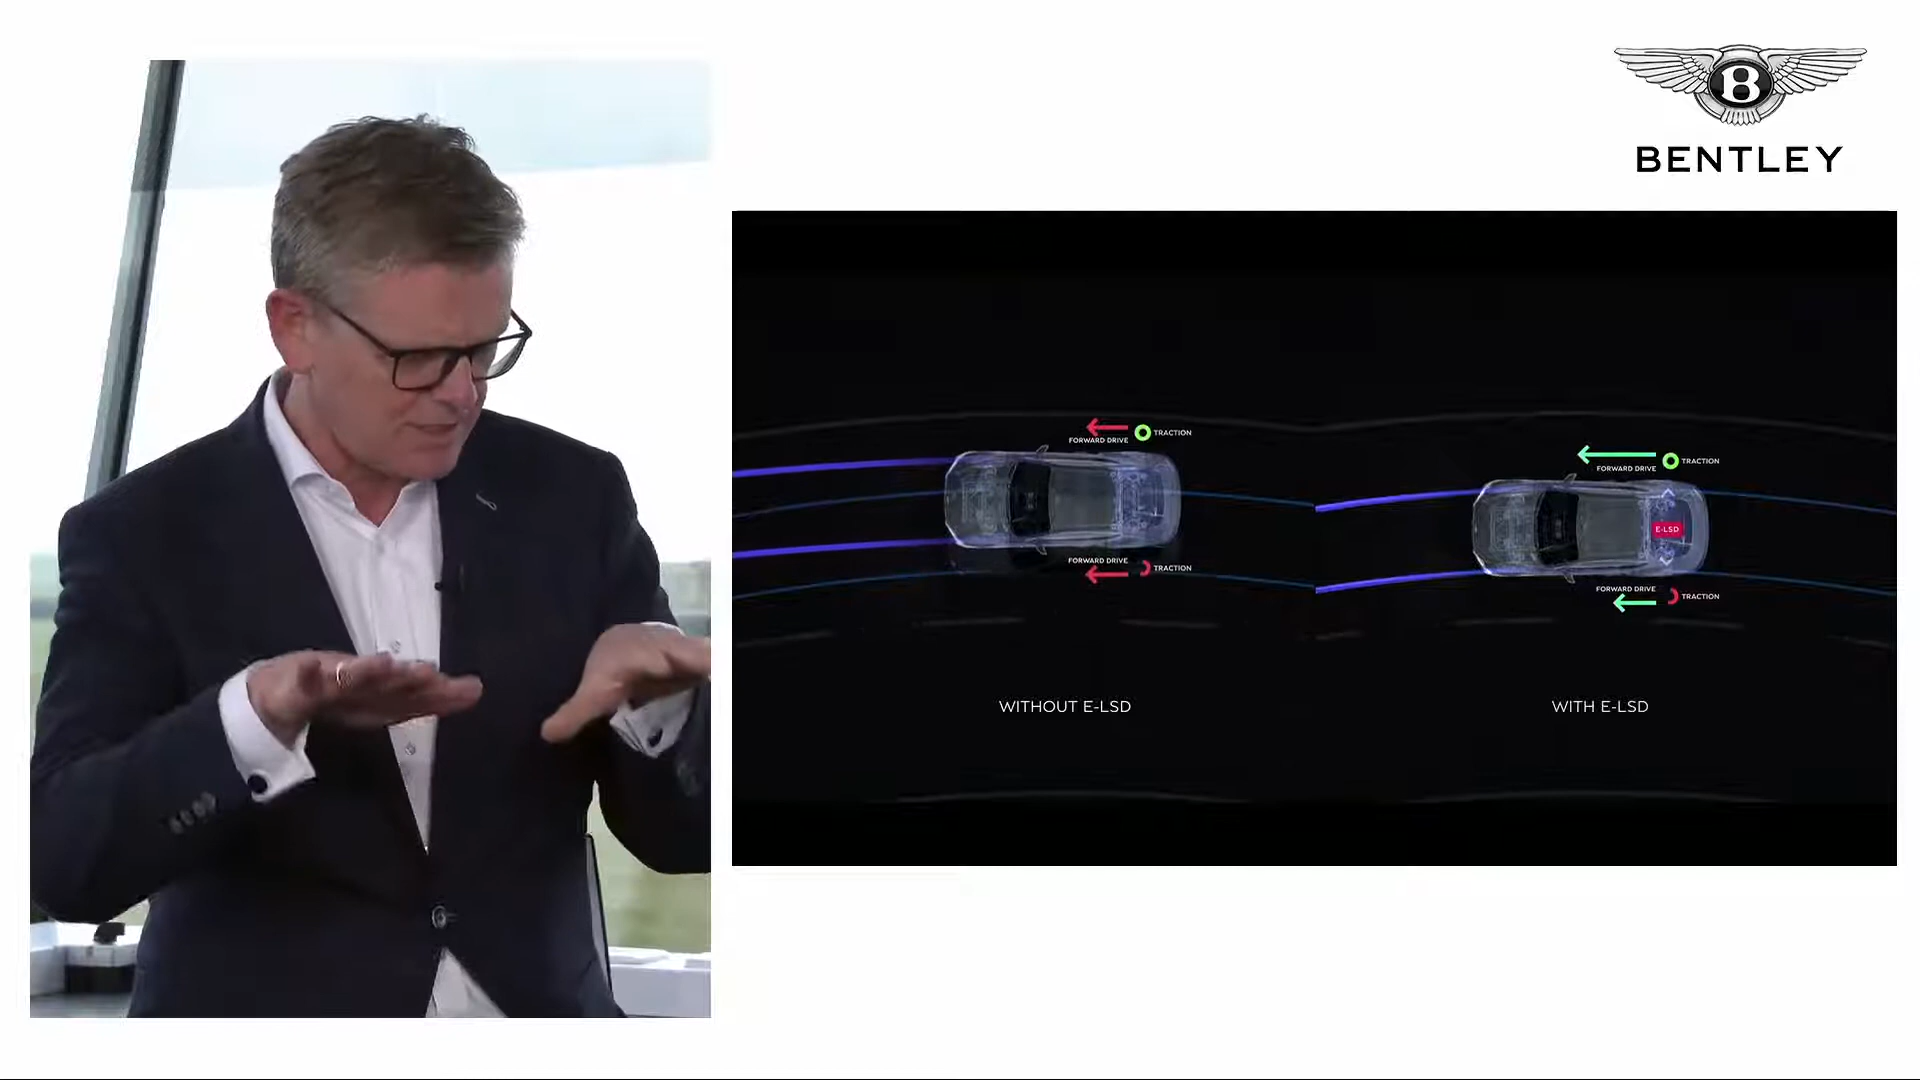 B
BENTLEY
FORWARD DRIVE
TRACTION
FORWARD DRIVE
TRACTION
FORWARD DRIVE
TRACTION
E-LSD
FORWARD DRIVE
TRACTION
WITHOUT E-LSD
WITH E-LSD